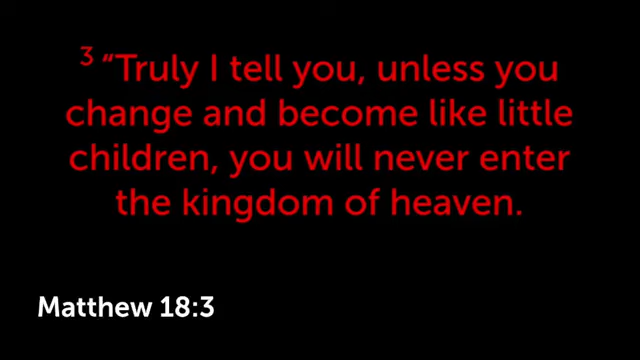 ³ “Truly I tell you, unless you
change and become like little
children, you will never enter
the kingdom of heaven.
Matthew 18:3